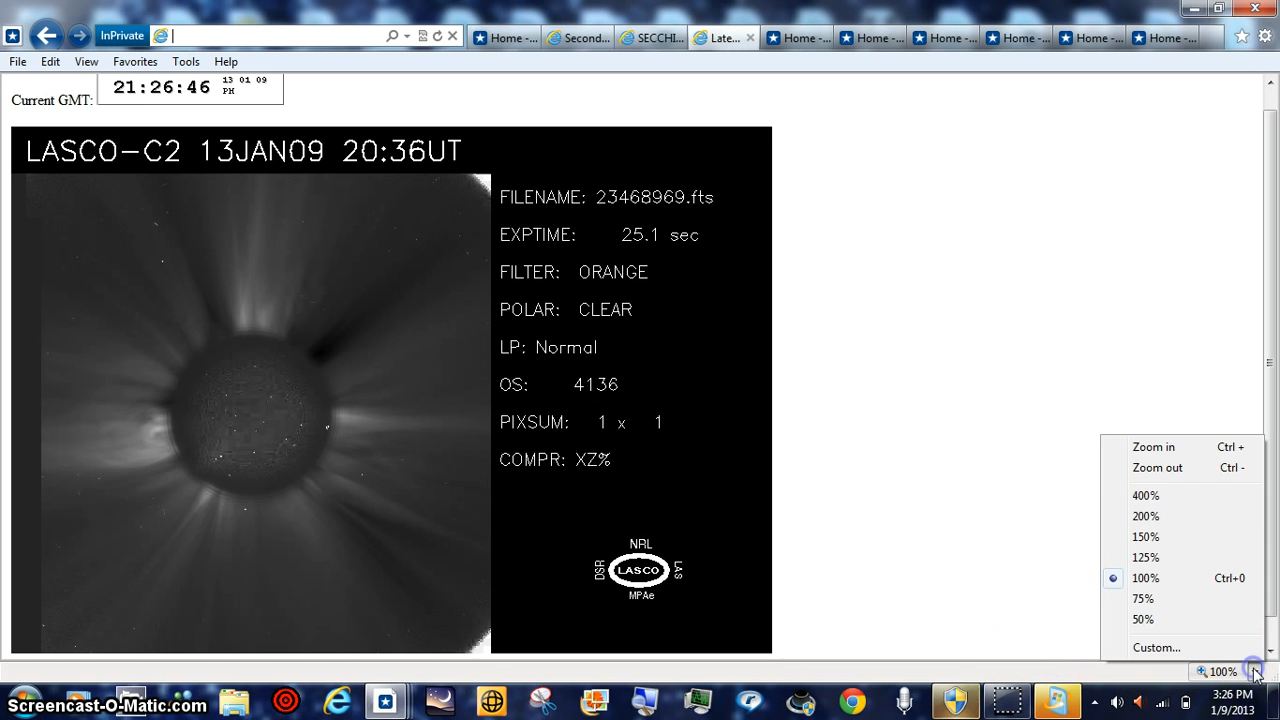 InPrivate
Home -...
Second...
SECCHI...
Late...
Home -...
Home -...
Home -...
Home -...
Home -...
Home -...
File Edit View Favorites Tools Help
Current GMT: 21:26:46 13 01 09
PM
LASCO-C2 13JAN09 20:36UT
FILENAME: 23468969.fts
EXPTIME: 25.1 sec
FILTER: ORANGE
POLAR: CLEAR
LP: Normal
OS: 4136
PIXSUM: 1 x 1
COMPR: XZ%
NRL
DSR LASCO LAS
MPAe
Zoom in Ctrl +
Zoom out Ctrl -
400%
200%
150%
125%
100% Ctrl+0
75%
50%
Custom...
100%
Screencast-O-Matic.com
3:26 PM
1/9/2013